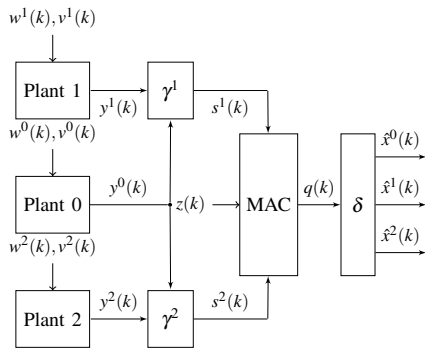 w¹(k), v¹(k)
Plant 1
y¹(k)
γ¹
s¹(k)
w⁰(k), v⁰(k)
Plant 0
y⁰(k)
z(k)
MAC
q(k)
δ
x̂⁰(k)
x̂¹(k)
x̂²(k)
w²(k), v²(k)
Plant 2
y²(k)
γ²
s²(k)